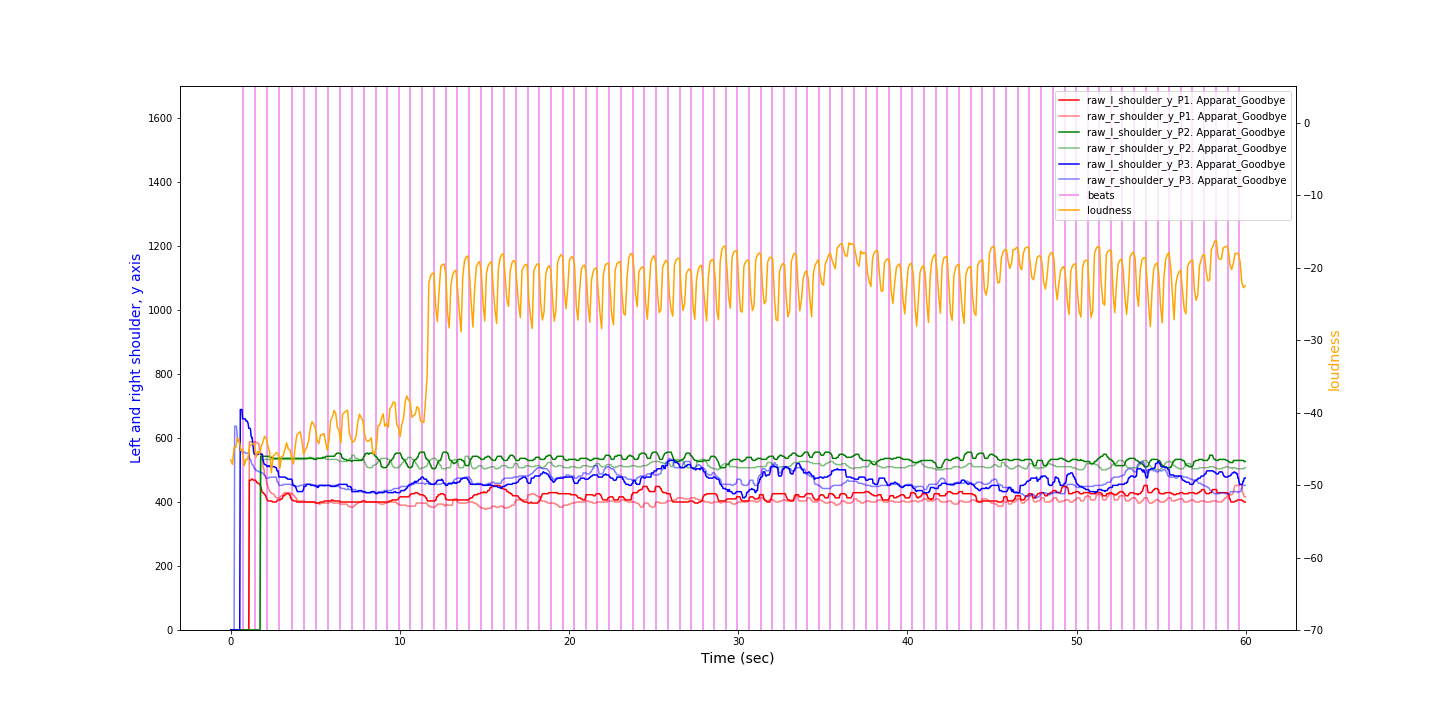 1600
1400
1200
1000
800
600
400
200
0
Left and right shoulder, y axis
0 10 20 30 40 50 60
Time (sec)
0
−10
−20
−30
−40
−50
−60
−70
loudness
raw_l_shoulder_y_P1. Apparat_Goodbye
raw_r_shoulder_y_P1. Apparat_Goodbye
raw_l_shoulder_y_P2. Apparat_Goodbye
raw_r_shoulder_y_P2. Apparat_Goodbye
raw_l_shoulder_y_P3. Apparat_Goodbye
raw_r_shoulder_y_P3. Apparat_Goodbye
beats
loudness